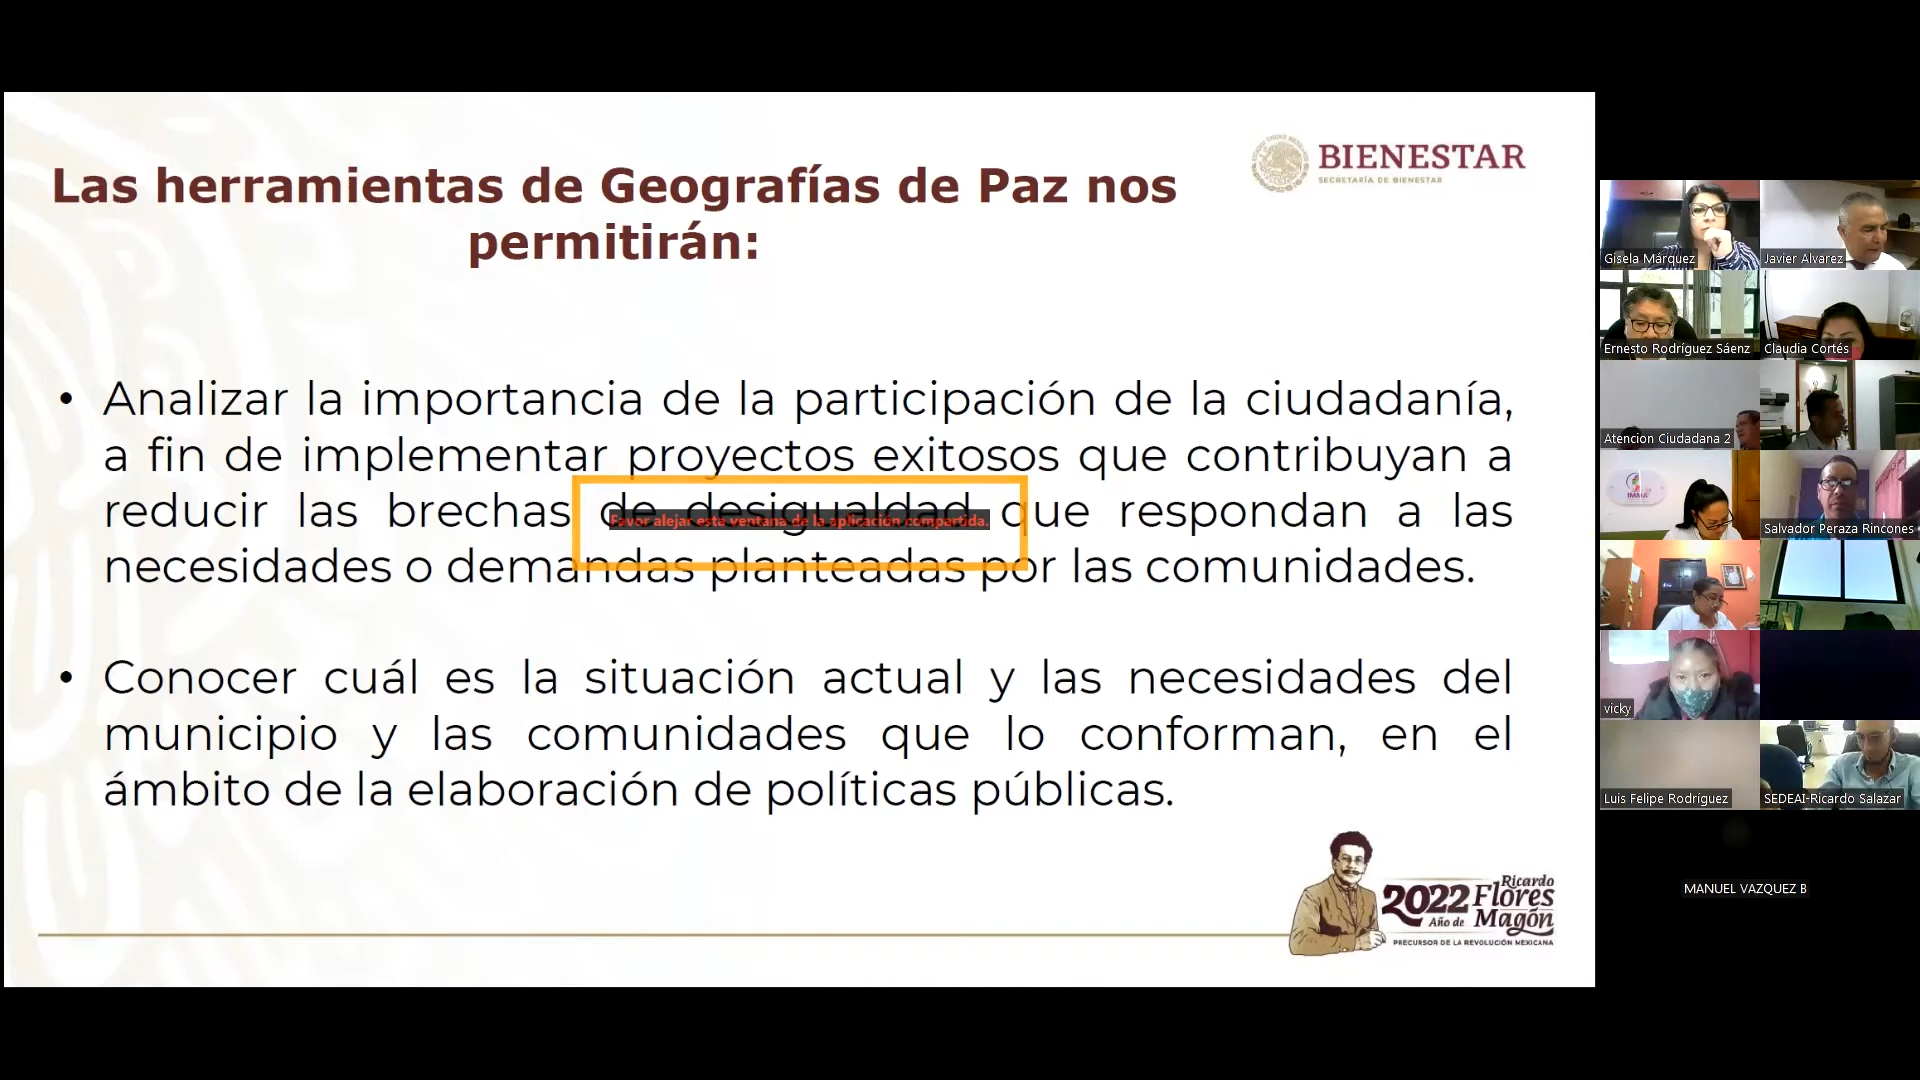 BIENESTAR
SECRETARÍA DE BIENESTAR
Las herramientas de Geografías de Paz nos
permitirán:
• Analizar la importancia de la participación de la ciudadanía,
a fin de implementar proyectos exitosos que contribuyan a
reducir las brechas de desigualdad que respondan a las
Favor alejar esta ventana de la aplicación compartida.
necesidades o demandas planteadas por las comunidades.
• Conocer cuál es la situación actual y las necesidades del
municipio y las comunidades que lo conforman, en el
ámbito de la elaboración de políticas públicas.
2022 Ricardo
Flores
Año de Magón
PRECURSOR DE LA REVOLUCIÓN MEXICANA
Gisela Márquez
Javier Alvarez
Ernesto Rodríguez Sáenz
Claudia Cortés
Atencion Ciudadana 2
Salvador Peraza Rincones
vicky
Luis Felipe Rodríguez
SEDEAI-Ricardo Salazar
MANUEL VAZQUEZ B